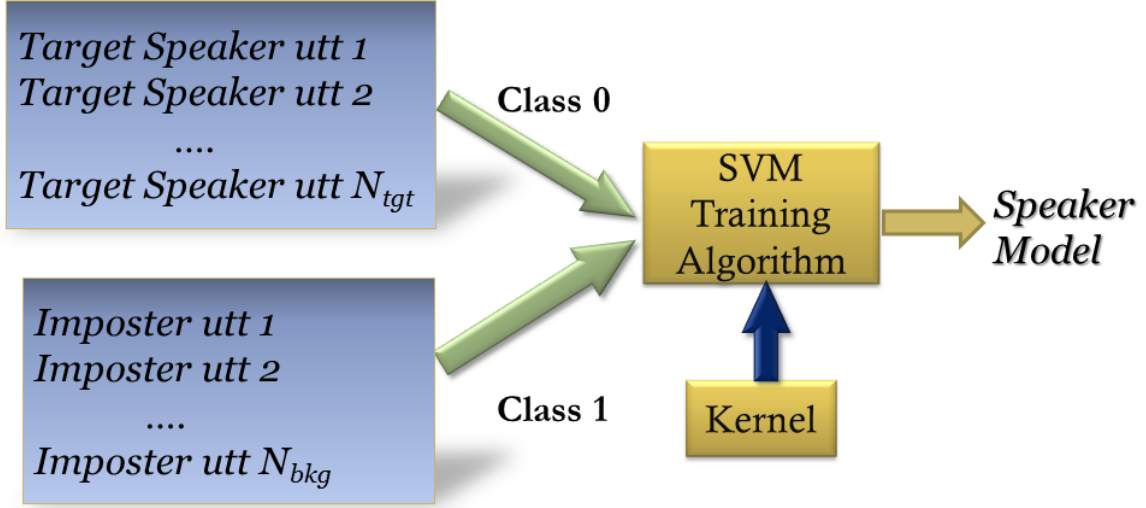 Target Speaker utt 1
Target Speaker utt 2
....
Target Speaker utt N_tgt
Class 0
Imposter utt 1
Imposter utt 2
....
Imposter utt N_bkg
Class 1
SVM
Training
Algorithm
Kernel
Speaker
Model